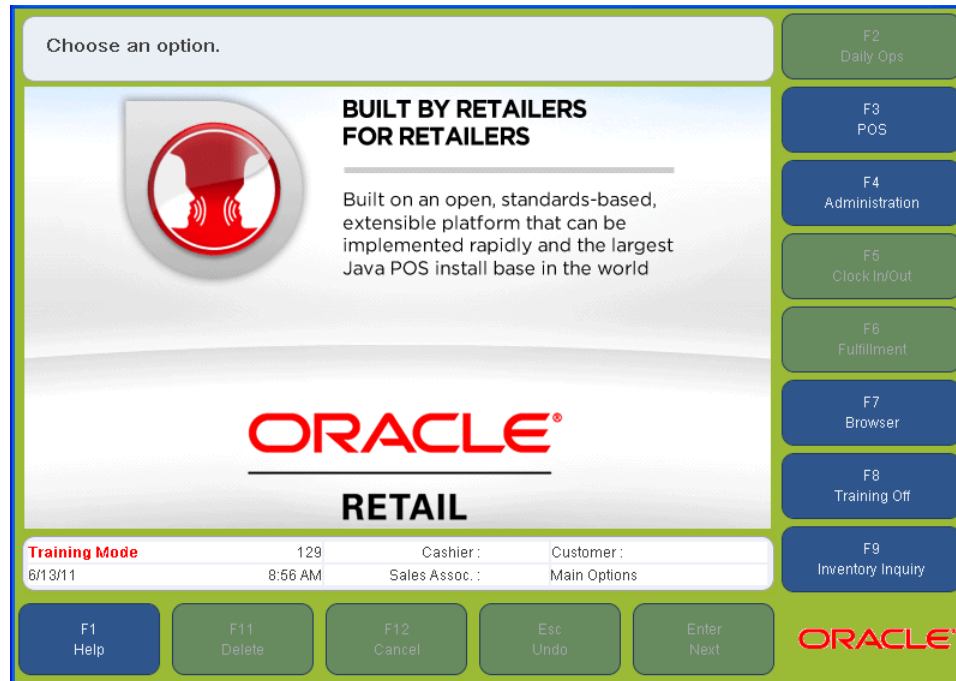 Choose an option.
F2
Daily Ops
BUILT BY RETAILERS
FOR RETAILERS
Built on an open, standards-based,
extensible platform that can be
implemented rapidly and the largest
Java POS install base in the world
ORACLE®
RETAIL
F3
POS
F4
Administration
F5
Clock In/Out
F6
Fulfillment
F7
Browser
F8
Training Off
F9
Inventory Inquiry
Training Mode 129 Cashier : Customer :
6/13/11 8:56 AM Sales Assoc. : Main Options
F1
Help
F11
Delete
F12
Cancel
Esc
Undo
Enter
Next
ORACLE